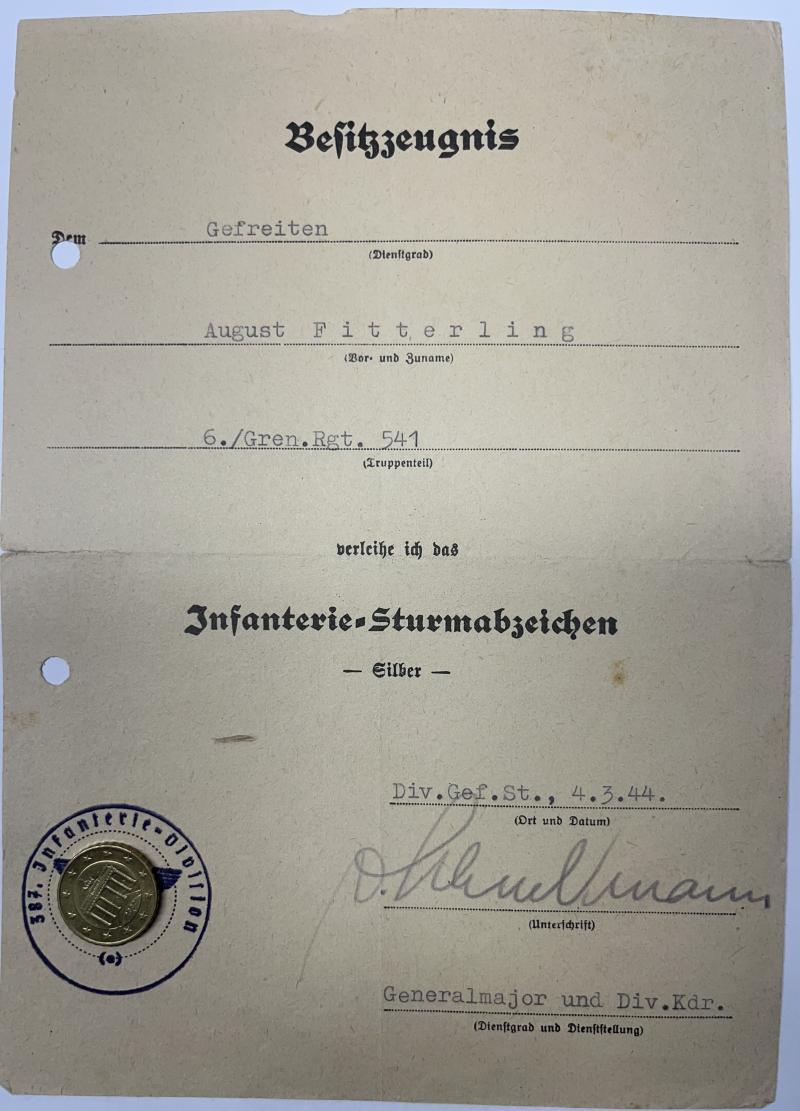 Besitzzeugnis
Dem Gefreiten
(Dienstgrad)
August Fitterling
(Vor- und Zuname)
6./Gren.Rgt. 541
(Truppenteil)
verleihe ich das
Infanterie-Sturmabzeichen
— Silber —
Div.Gef.St., 4.3.44.
(Ort und Datum)
(Unterschrift)
Generalmajor und Div.Kdr.
(Dienstgrad und Dienststellung)
387. Infanterie-Division